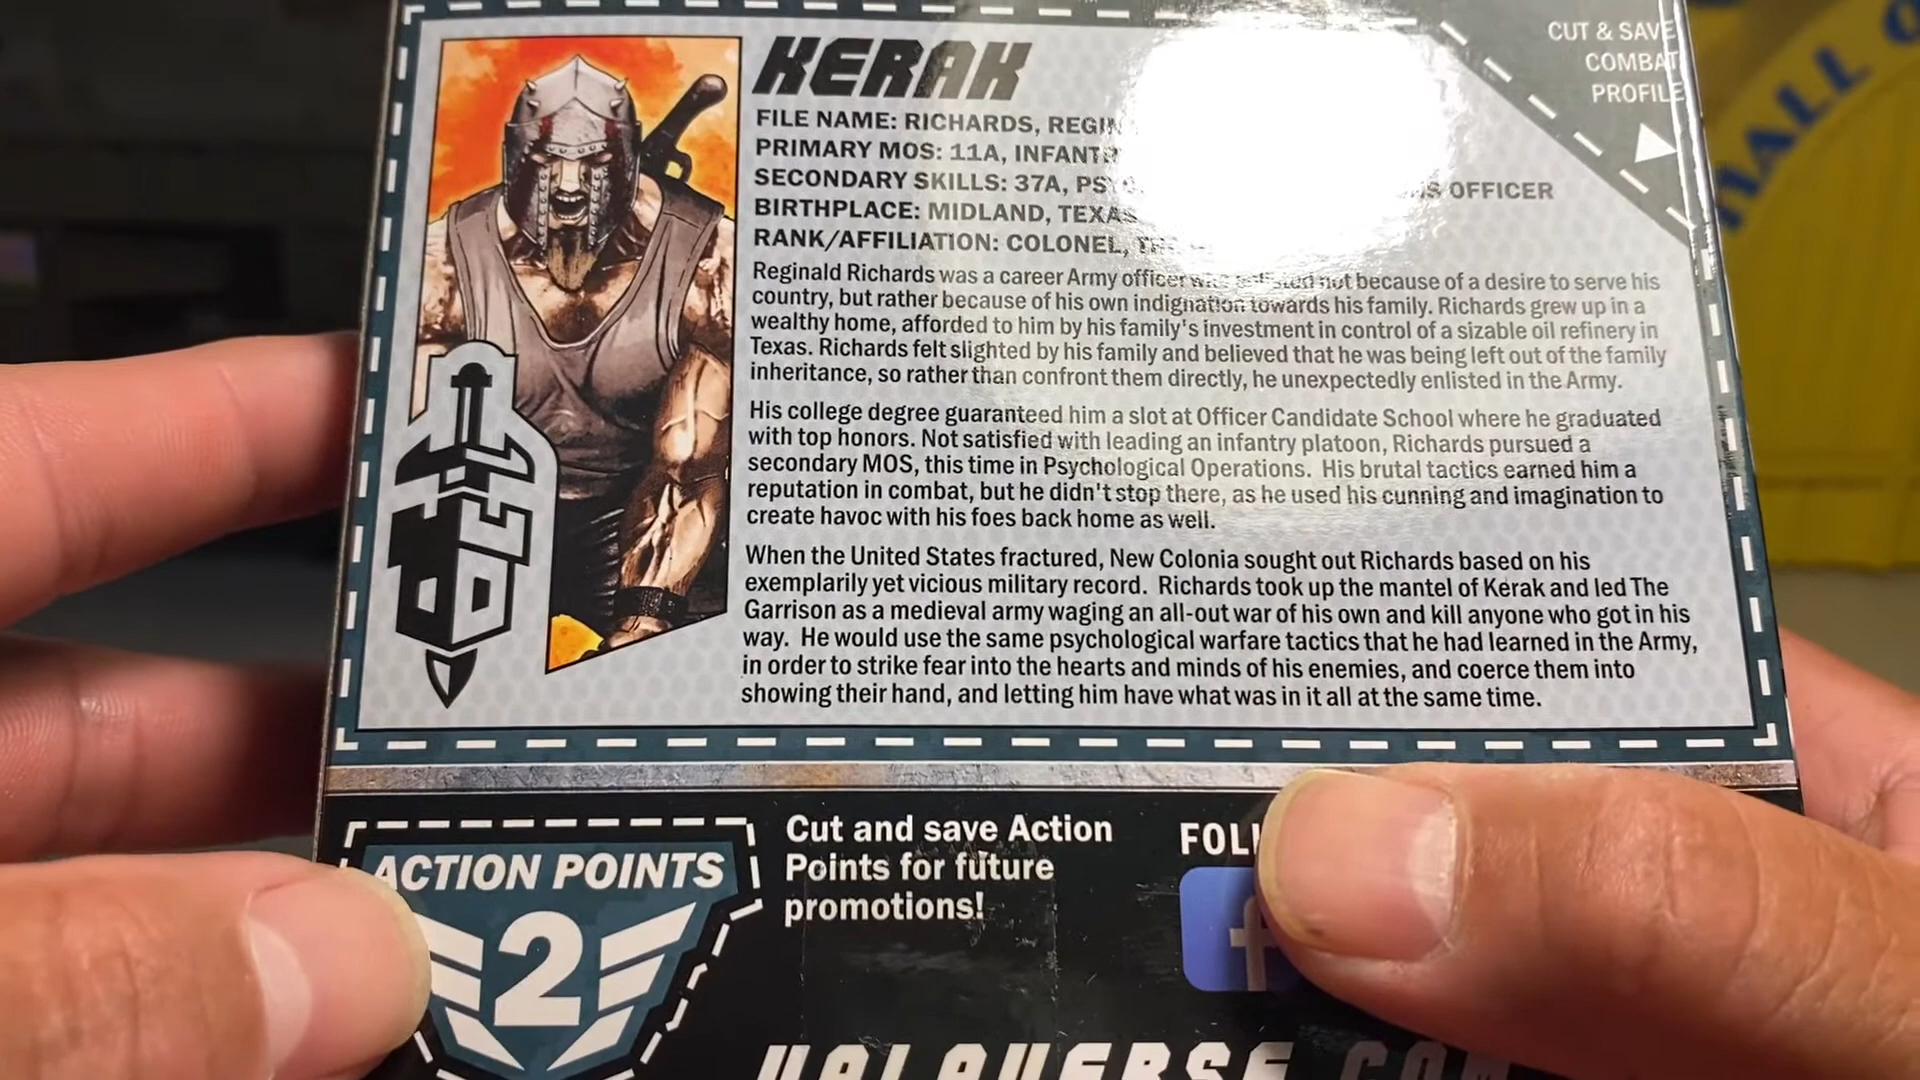 KERAK
CUT & SAVE
COMBAT
PROFILE
FILE NAME: RICHARDS,
PRIMARY MOS: 11A,
SECONDARY SKILLS: 37A, OFFICER
BIRTHPLACE: MIDLAND, TEXAS
RANK/AFFILIATION: COLONEL,
Reginald Richards was a career Army officer not because of a desire to serve his
country, but rather because of his own indignation towards his family. Richards grew up in a
wealthy home, afforded to him by his family's investment in control of a sizable oil refinery in
Texas. Richards felt slighted by his family and believed that he was being left out of the family
inheritance, so rather than confront them directly, he unexpectedly enlisted in the Army.
His college degree guaranteed him a slot at Officer Candidate School where he graduated
with top honors. Not satisfied with leading an infantry platoon, Richards pursued a
secondary MOS, this time in Psychological Operations. His brutal tactics earned him a
reputation in combat, but he didn't stop there, as he used his cunning and imagination to
create havoc with his foes back home as well.
When the United States fractured, New Colonia sought out Richards based on his
exemplarily yet vicious military record. Richards took up the mantel of Kerak and led The
Garrison as a medieval army waging an all-out war of his own and kill anyone who got in his
way. He would use the same psychological warfare tactics that he had learned in the Army,
in order to strike fear into the hearts and minds of his enemies, and coerce them into
showing their hand, and letting him have what was in it all at the same time.
ACTION POINTS
2
Cut and save Action
Points for future
promotions!
f
VALAVERSE.COM